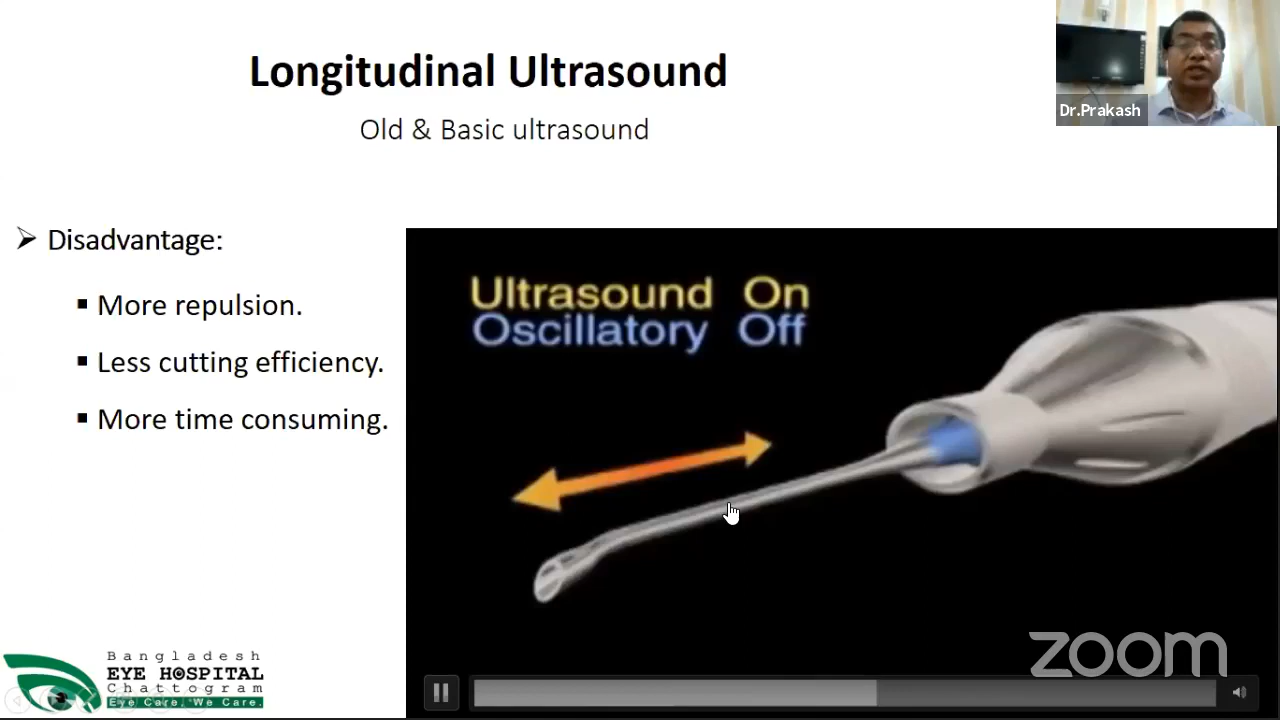 Longitudinal Ultrasound
Old & Basic ultrasound
Dr.Prakash
➢ Disadvantage:
▪ More repulsion.
▪ Less cutting efficiency.
▪ More time consuming.
Ultrasound On
Oscillatory Off
Bangladesh
EYE HOSPITAL
Chattogram
Eye Care, We Care.
zoom